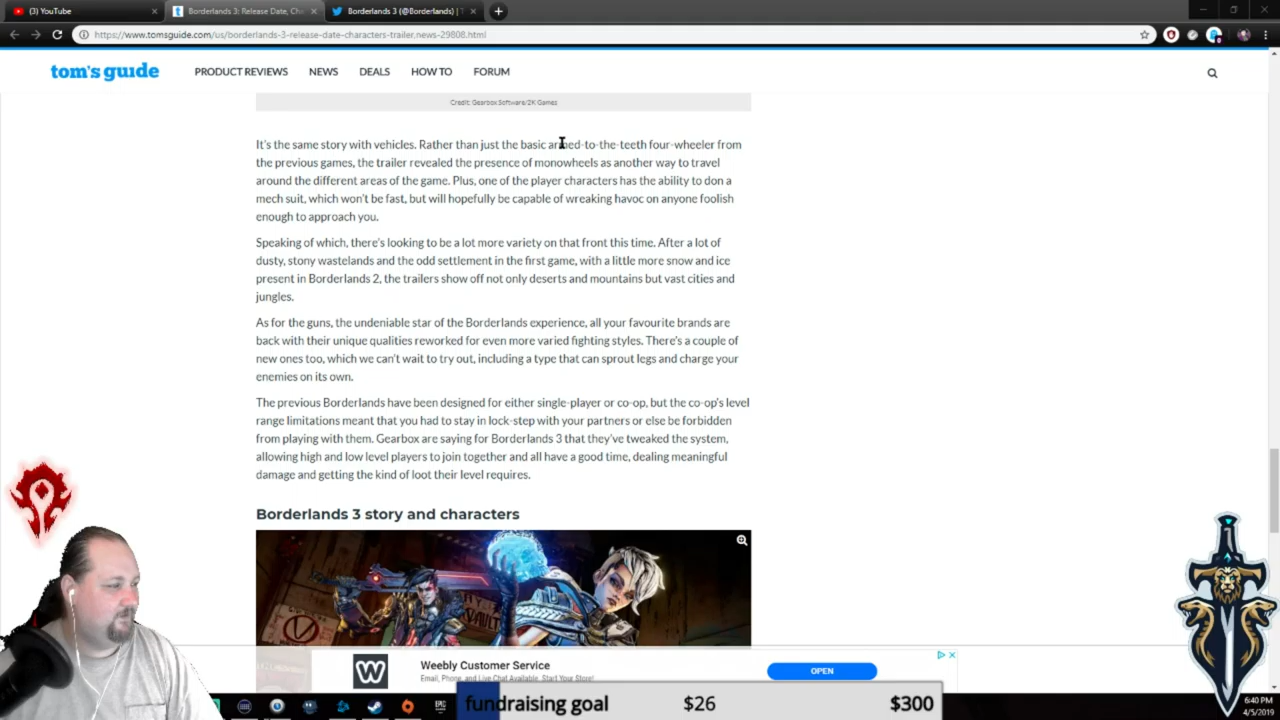 (3) YouTube
Borderlands 3: Release Date, Cha
Borderlands 3 (@Borderlands) | T
https://www.tomsguide.com/us/borderlands-3-release-date-characters-trailer,news-29808.html
tom's guide
PRODUCT REVIEWS
NEWS
DEALS
HOW TO
FORUM
Credit: Gearbox Software/2K Games
It's the same story with vehicles. Rather than just the basic armed-to-the-teeth four-wheeler from
the previous games, the trailer revealed the presence of monowheels as another way to travel
around the different areas of the game. Plus, one of the player characters has the ability to don a
mech suit, which won't be fast, but will hopefully be capable of wreaking havoc on anyone foolish
enough to approach you.
Speaking of which, there's looking to be a lot more variety on that front this time. After a lot of
dusty, stony wastelands and the odd settlement in the first game, with a little more snow and ice
present in Borderlands 2, the trailers show off not only deserts and mountains but vast cities and
jungles.
As for the guns, the undeniable star of the Borderlands experience, all your favourite brands are
back with their unique qualities reworked for even more varied fighting styles. There's a couple of
new ones too, which we can't wait to try out, including a type that can sprout legs and charge your
enemies on its own.
The previous Borderlands have been designed for either single-player or co-op, but the co-op's level
range limitations meant that you had to stay in lock-step with your partners or else be forbidden
from playing with them. Gearbox are saying for Borderlands 3 that they've tweaked the system,
allowing high and low level players to join together and all have a good time, dealing meaningful
damage and getting the kind of loot their level requires.
Borderlands 3 story and characters
Weebly Customer Service
Email, Phone, and Live Chat Available. Start Your Store!
OPEN
EPIC
fundraising goal
$26
$300
6:40 PM
4/5/2019